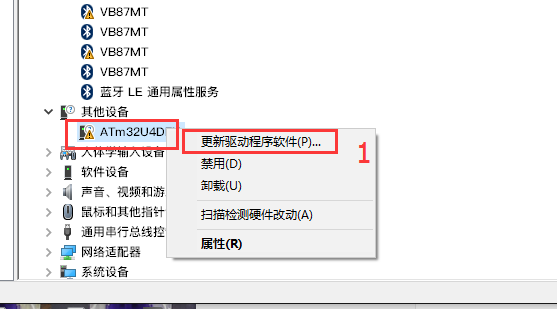 VB87MT
VB87MT
VB87MT
VB87MT
蓝牙 LE 通用属性服务
其他设备
ATm32U4D
更新驱动程序软件(P)...
1
人体学输入设备
禁用(D)
软件设备
卸载(U)
声音、视频和游
鼠标和其他指针
扫描检测硬件改动(A)
通用串行总线控
属性(R)
网络适配器
系统设备